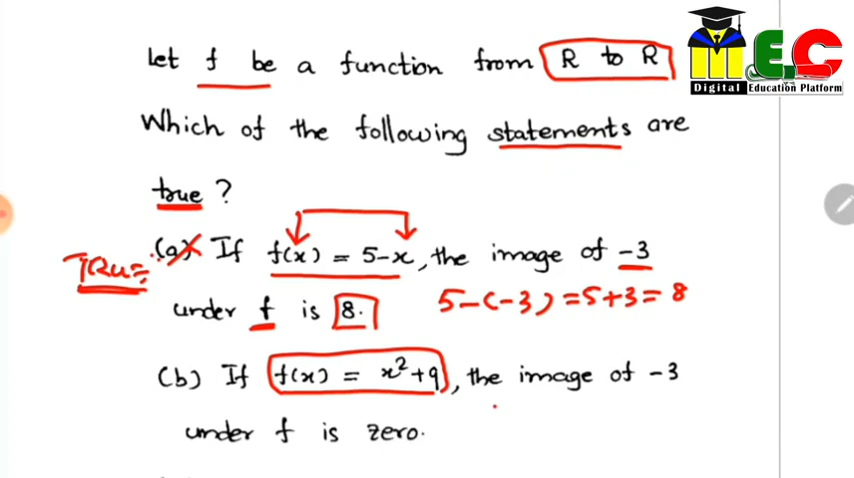 MEC
Digital Education Platform
Let f be a function from R to R
Which of the following statements are
true?
TRUE (a) If f(x) = 5-x, the image of -3
under f is 8. 5-(-3)=5+3=8
(b) If f(x) = x²+9, the image of -3
under f is zero.